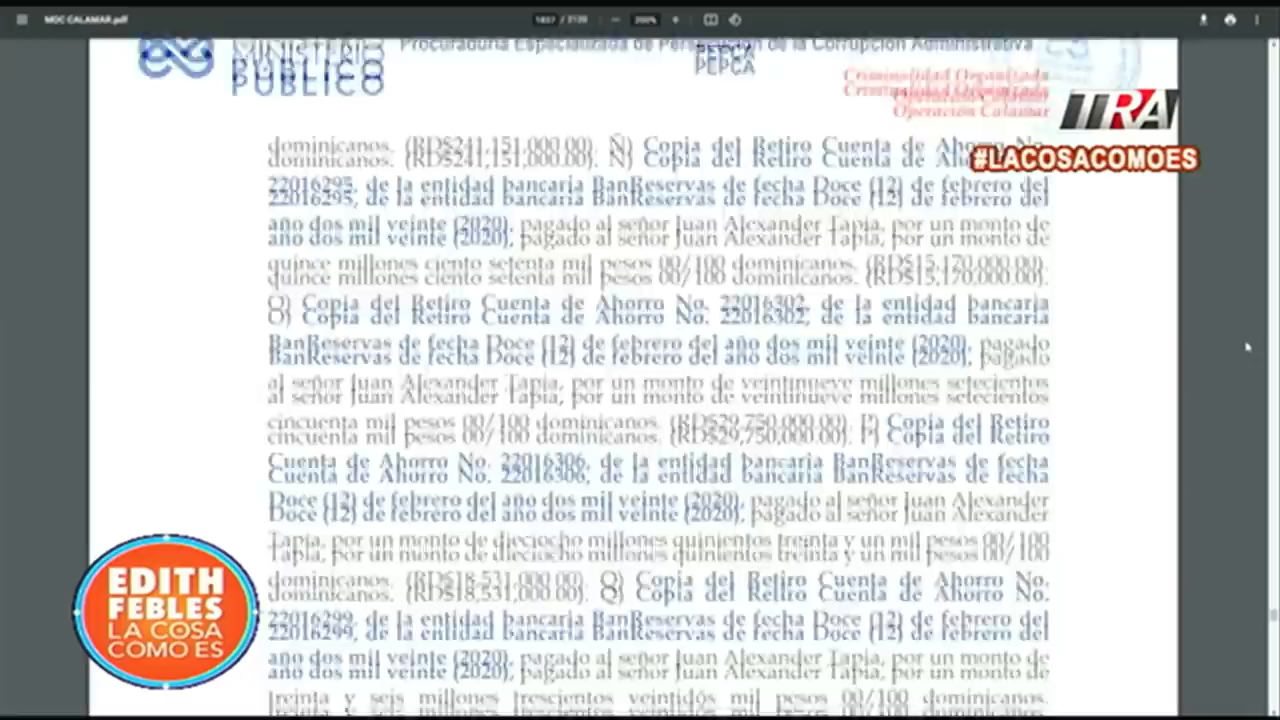 MDC CALAMAR.pdf
200%
MINISTERIO PÚBLICO
Procuraduría Especializada de Persecución de la Corrupción Administrativa
PEPCA
Criminalidad Organizada
Operación Calamar
TRA
#LACOSACOMOES
dominicanos. (RD$241,151,000.00). Ñ) Copia del Retiro Cuenta de Ahorro No.
22016295, de la entidad bancaria BanReservas de fecha Doce (12) de febrero del
año dos mil veinte (2020); pagado al señor Juan Alexander Tapia, por un monto de
quince millones ciento setenta mil pesos 00/100 dominicanos. (RD$15,170,000.00).
O) Copia del Retiro Cuenta de Ahorro No. 22016302, de la entidad bancaria
BanReservas de fecha Doce (12) de febrero del año dos mil veinte (2020); pagado
al señor Juan Alexander Tapia, por un monto de veintinueve millones setecientos
cincuenta mil pesos 00/100 dominicanos. (RD$29,750,000.00). P) Copia del Retiro
Cuenta de Ahorro No. 22016306, de la entidad bancaria BanReservas de fecha
Doce (12) de febrero del año dos mil veinte (2020); pagado al señor Juan Alexander
Tapia, por un monto de dieciocho millones quinientos treinta y un mil pesos 00/100
dominicanos. (RD$18,531,000.00). Q) Copia del Retiro Cuenta de Ahorro No.
22016299, de la entidad bancaria BanReservas de fecha Doce (12) de febrero del
año dos mil veinte (2020); pagado al señor Juan Alexander Tapia, por un monto de
treinta y seis millones trescientos veintidós mil pesos 00/100 dominicanos.
EDITH
FEBLES
LA COSA
COMO ES